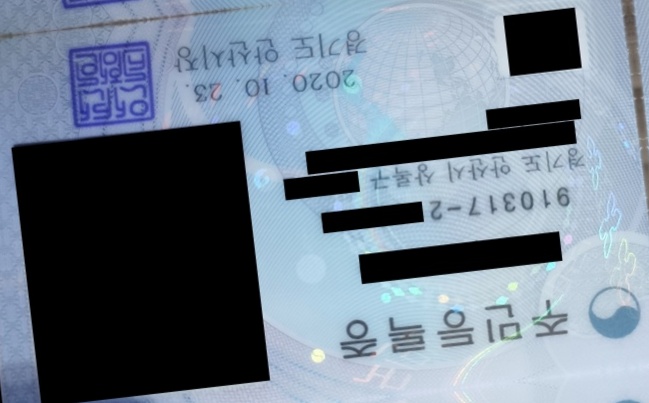 주민등록증
910317-2
경기도 안산시 상록구
2020. 10. 23.
경기도 안산시장